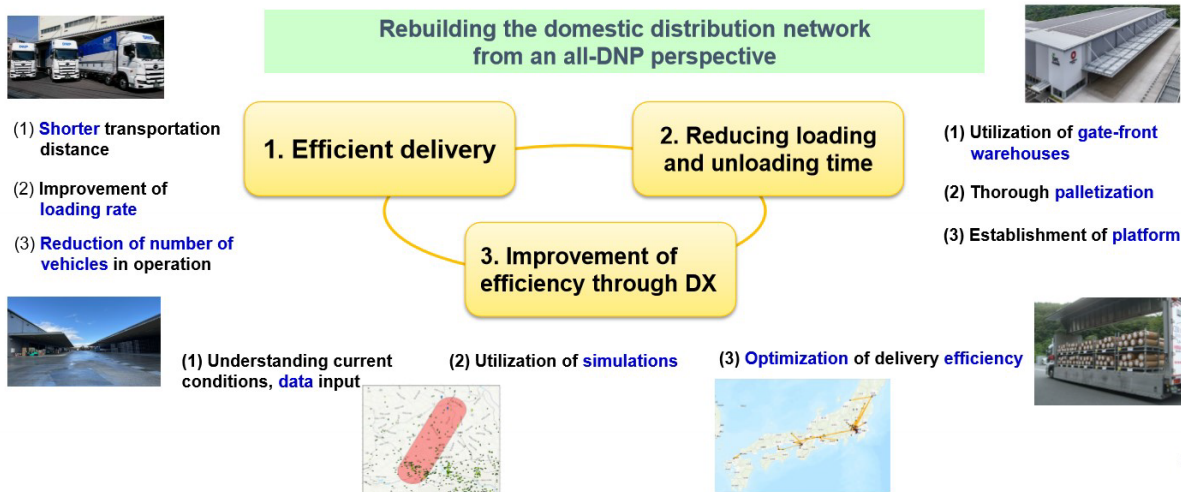 Rebuilding the domestic distribution network
from an all-DNP perspective
1. Efficient delivery
2. Reducing loading
and unloading time
3. Improvement of
efficiency through DX
(1) Shorter transportation
distance
(2) Improvement of
loading rate
(3) Reduction of number of
vehicles in operation
(1) Utilization of gate-front
warehouses
(2) Thorough palletization
(3) Establishment of platform
(1) Understanding current
conditions, data input
(2) Utilization of simulations
(3) Optimization of delivery efficiency